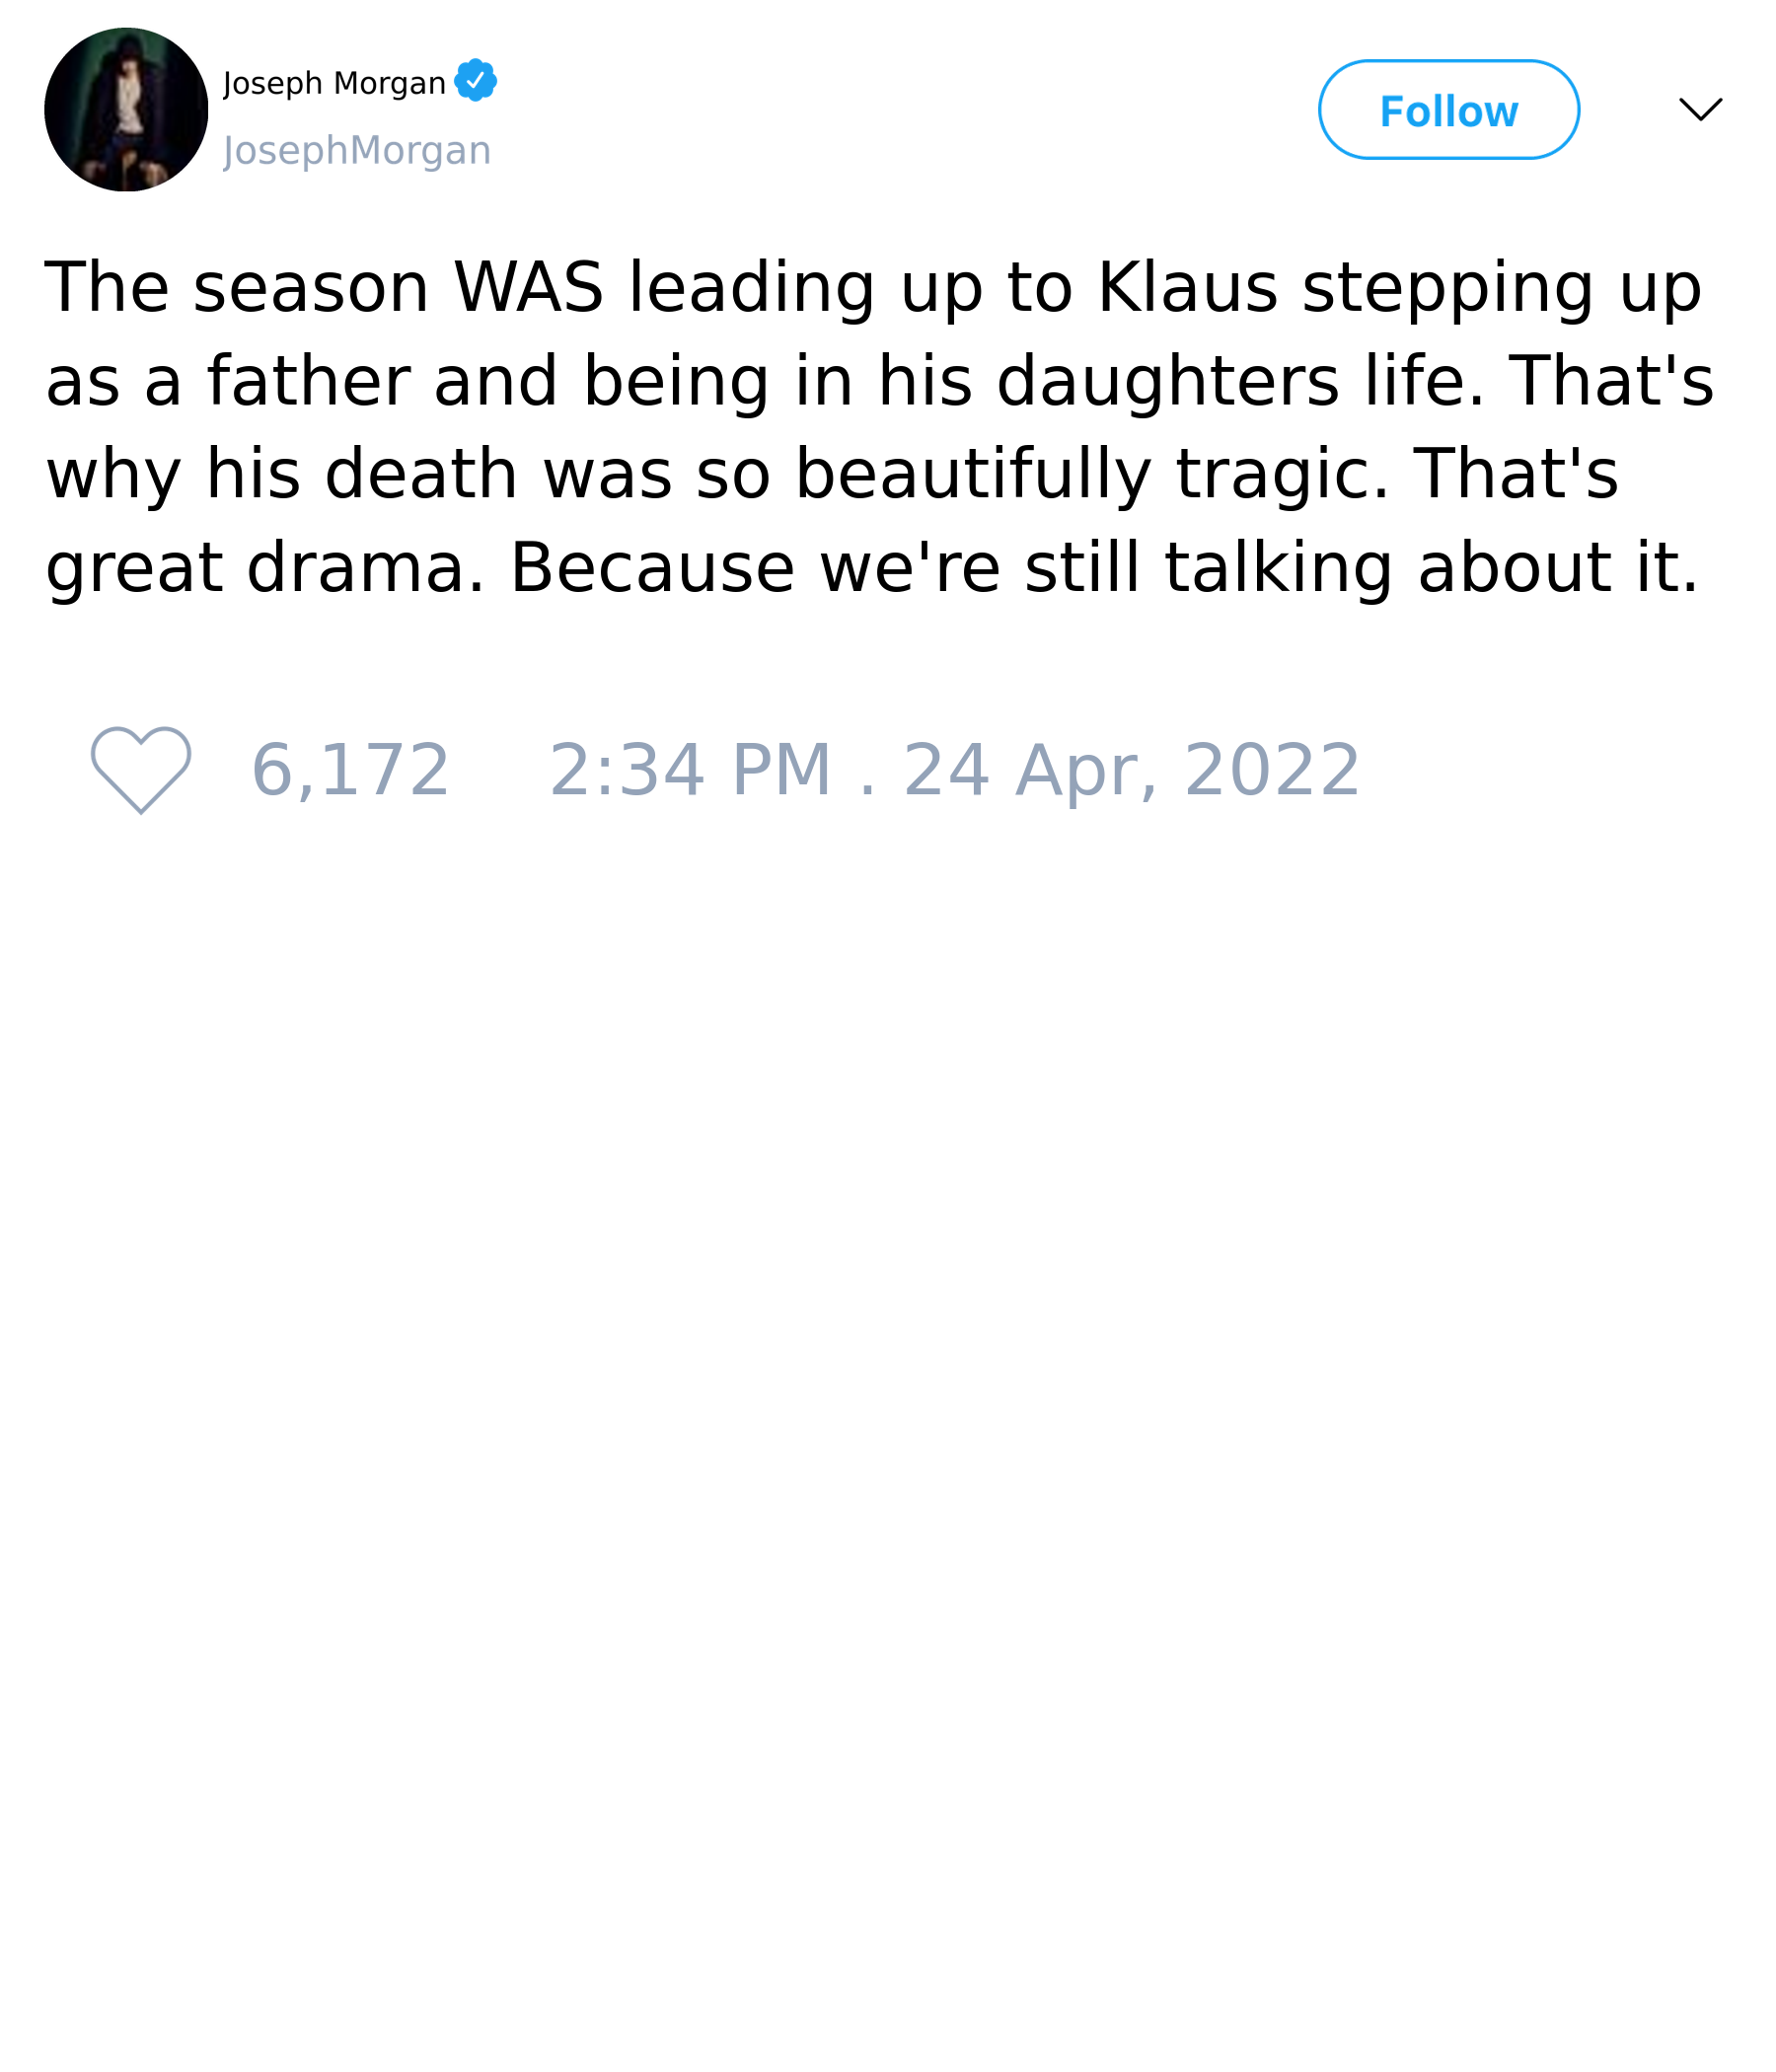 Joseph Morgan
JosephMorgan
Follow
The season WAS leading up to Klaus stepping up
as a father and being in his daughters life. That's
why his death was so beautifully tragic. That's
great drama. Because we're still talking about it.
6,172 2:34 PM . 24 Apr, 2022